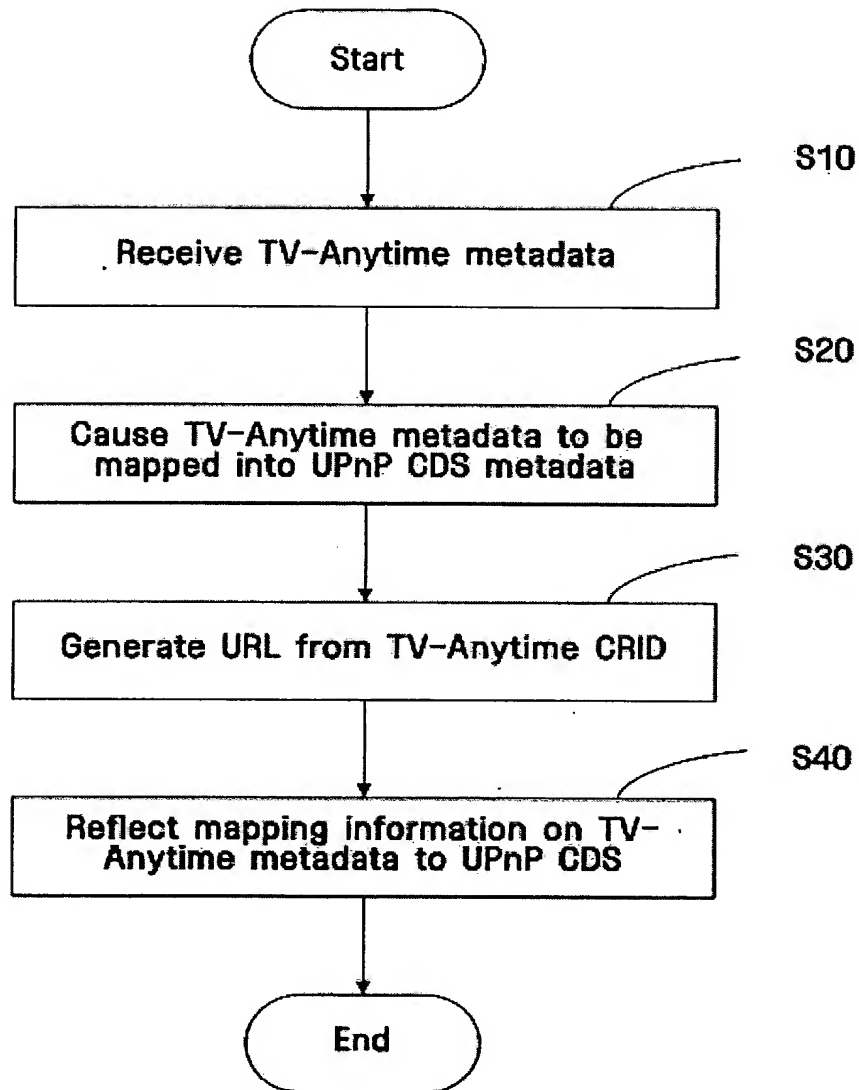 Start
S10
Receive TV-Anytime metadata
S20
Cause TV-Anytime metadata to be
mapped into UPnP CDS metadata
S30
Generate URL from TV-Anytime CRID
S40
Reflect mapping information on TV-
Anytime metadata to UPnP CDS
End